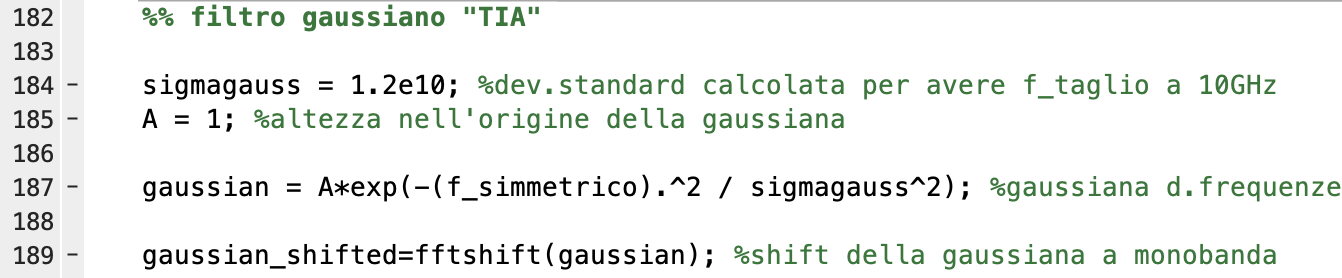 182 %% filtro gaussiano "TIA"
183
184 - sigmagauss = 1.2e10; %dev.standard calcolata per avere f_taglio a 10GHz
185 - A = 1; %altezza nell'origine della gaussiana
186
187 - gaussian = A*exp(-(f_simmetrico).^2 / sigmagauss^2); %gaussiana d.frequenze
188
189 - gaussian_shifted=fftshift(gaussian); %shift della gaussiana a monobanda